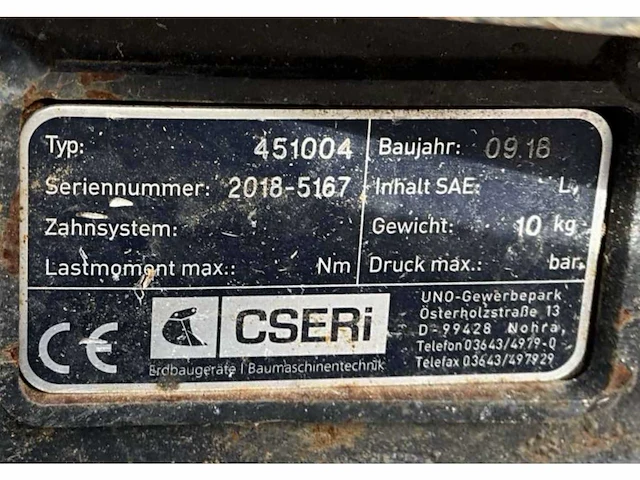 Typ: 451004
Baujahr: 09.18
Seriennummer: 2018-5167
Inhalt SAE: L,
Zahnsystem:
Gewicht: 10 kg
Lastmoment max.: Nm
Druck max.: bar
CE
CSERi
Erdbaugeräte | Baumaschinentechnik
UNO-Gewerbepark
Österholzstraße 13
D-99428 Nohra,
Telefon 03643/4979-0
Telefax 03643/497929